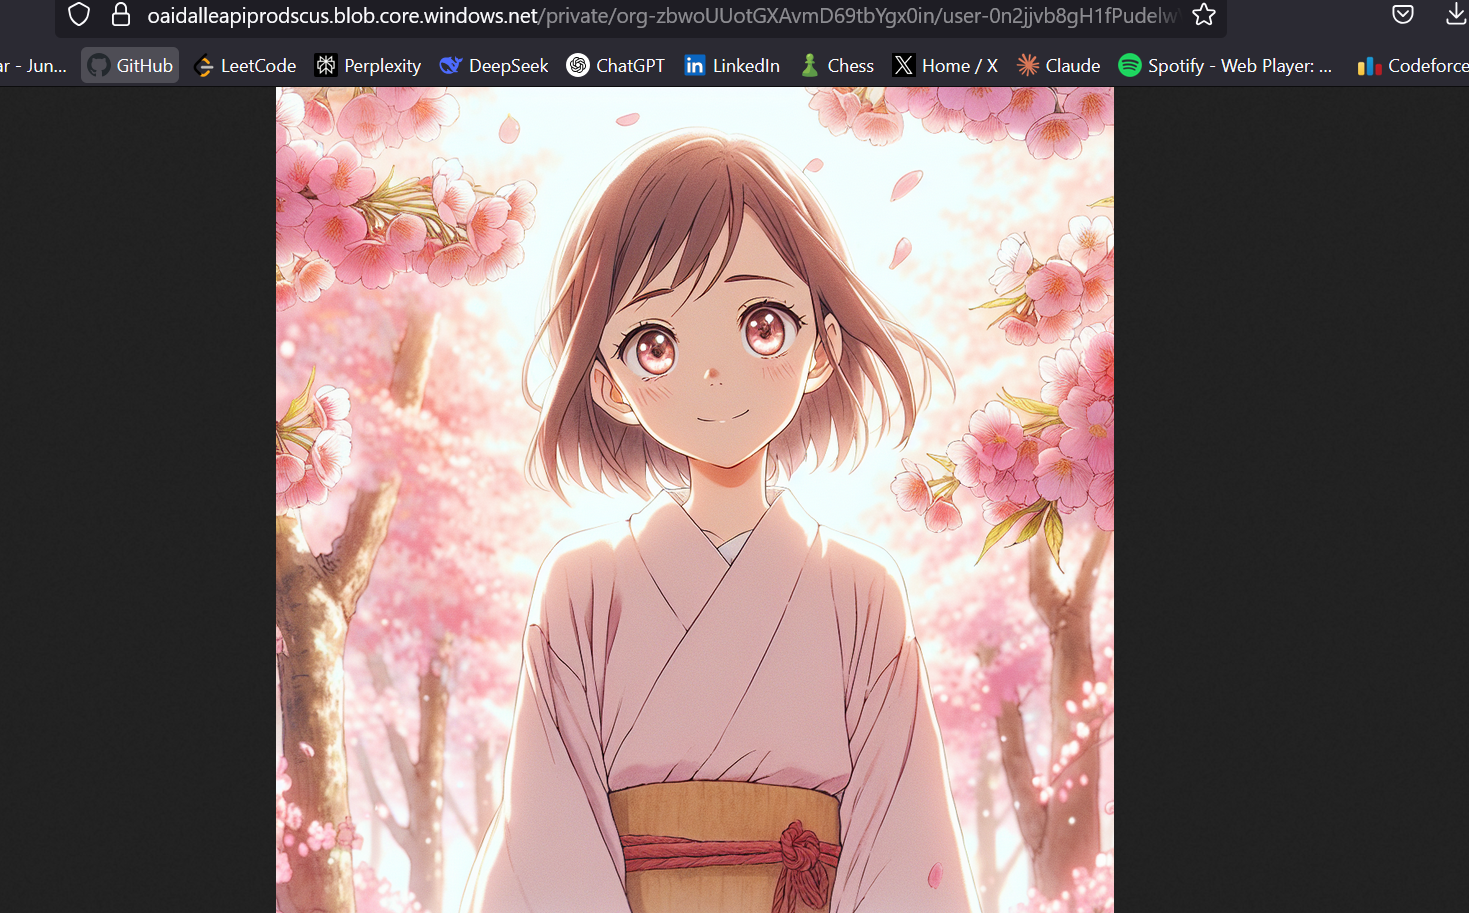 oaidalleapiprodscus.blob.core.windows.net/private/org-zbwoUUotGXAvmD69tbYgx0in/user-0n2jjvb8gH1fPudelw
ar - Jun... GitHub LeetCode Perplexity DeepSeek ChatGPT LinkedIn Chess Home / X Claude Spotify - Web Player: ... Codeforce